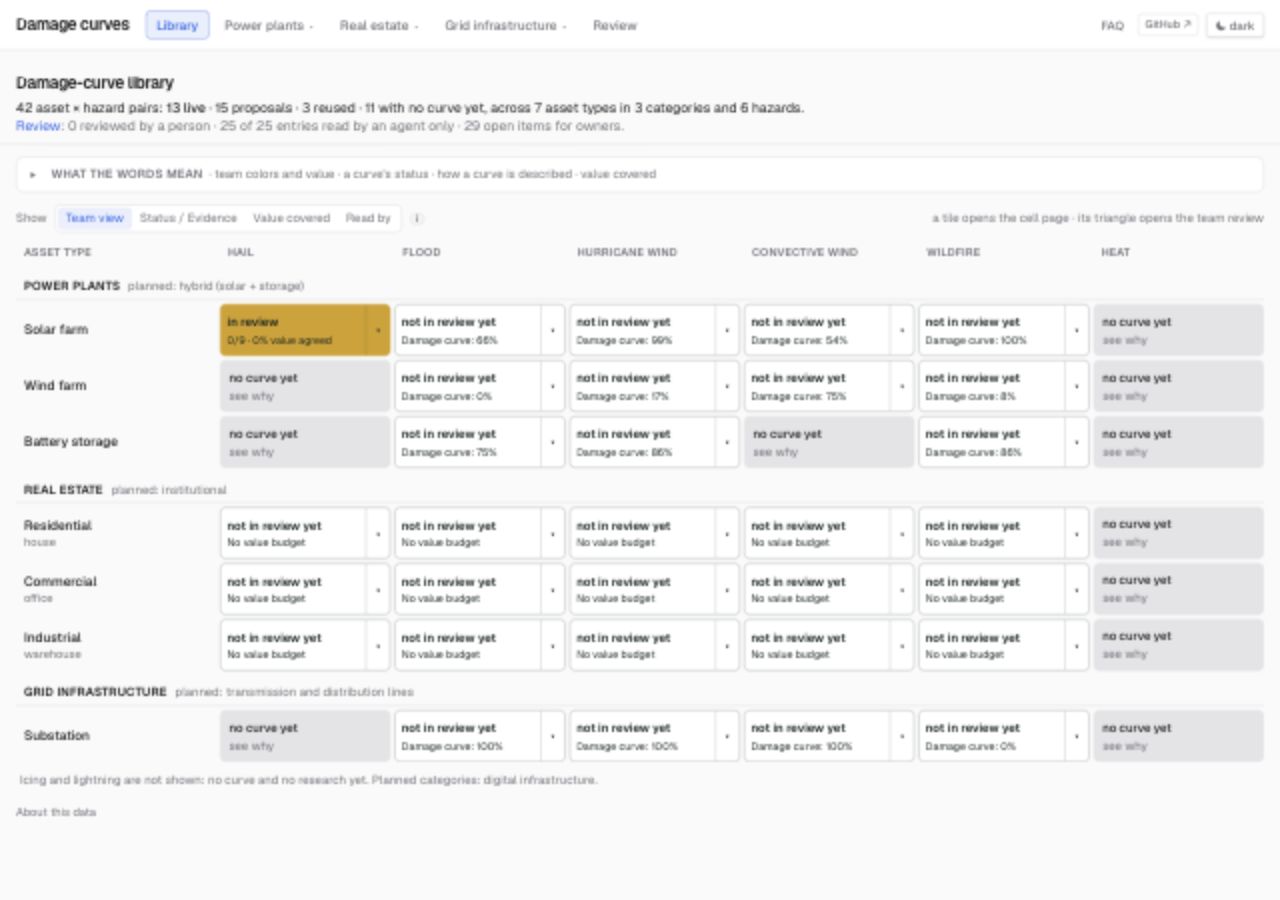 Damage curves Library Power plants Real estate Grid infrastructure Review FAQ GitHub ↗ dark
Damage-curve library
42 asset × hazard pairs: 13 live · 15 proposals · 3 reused · 11 with no curve yet, across 7 asset types in 3 categories and 6 hazards.
Review: 0 reviewed by a person · 25 of 25 entries read by an agent only · 29 open items for owners.
▸ WHAT THE WORDS MEAN · team colors and value · a curve's status · how a curve is described · value covered
Show Team view Status / Evidence Value covered Read by i a tile opens the cell page · its triangle opens the team review
ASSET TYPE HAIL FLOOD HURRICANE WIND CONVECTIVE WIND WILDFIRE HEAT
POWER PLANTS planned: hybrid (solar + storage)
Solar farm in review not in review yet not in review yet not in review yet not in review yet no curve yet
0/9 · 0% value agreed Damage curve: 66% Damage curve: 99% Damage curve: 54% Damage curve: 100% see why
Wind farm no curve yet not in review yet not in review yet not in review yet not in review yet no curve yet
see why Damage curve: 0% Damage curve: 17% Damage curve: 75% Damage curve: 8% see why
Battery storage no curve yet not in review yet not in review yet no curve yet not in review yet no curve yet
see why Damage curve: 75% Damage curve: 86% see why Damage curve: 86% see why
REAL ESTATE planned: institutional
Residential not in review yet not in review yet not in review yet not in review yet not in review yet no curve yet
house No value budget No value budget No value budget No value budget No value budget see why
Commercial not in review yet not in review yet not in review yet not in review yet not in review yet no curve yet
office No value budget No value budget No value budget No value budget No value budget see why
Industrial not in review yet not in review yet not in review yet not in review yet not in review yet no curve yet
warehouse No value budget No value budget No value budget No value budget No value budget see why
GRID INFRASTRUCTURE planned: transmission and distribution lines
Substation no curve yet not in review yet not in review yet not in review yet not in review yet no curve yet
see why Damage curve: 100% Damage curve: 100% Damage curve: 100% Damage curve: 0% see why
Icing and lightning are not shown: no curve and no research yet. Planned categories: digital infrastructure.
About this data